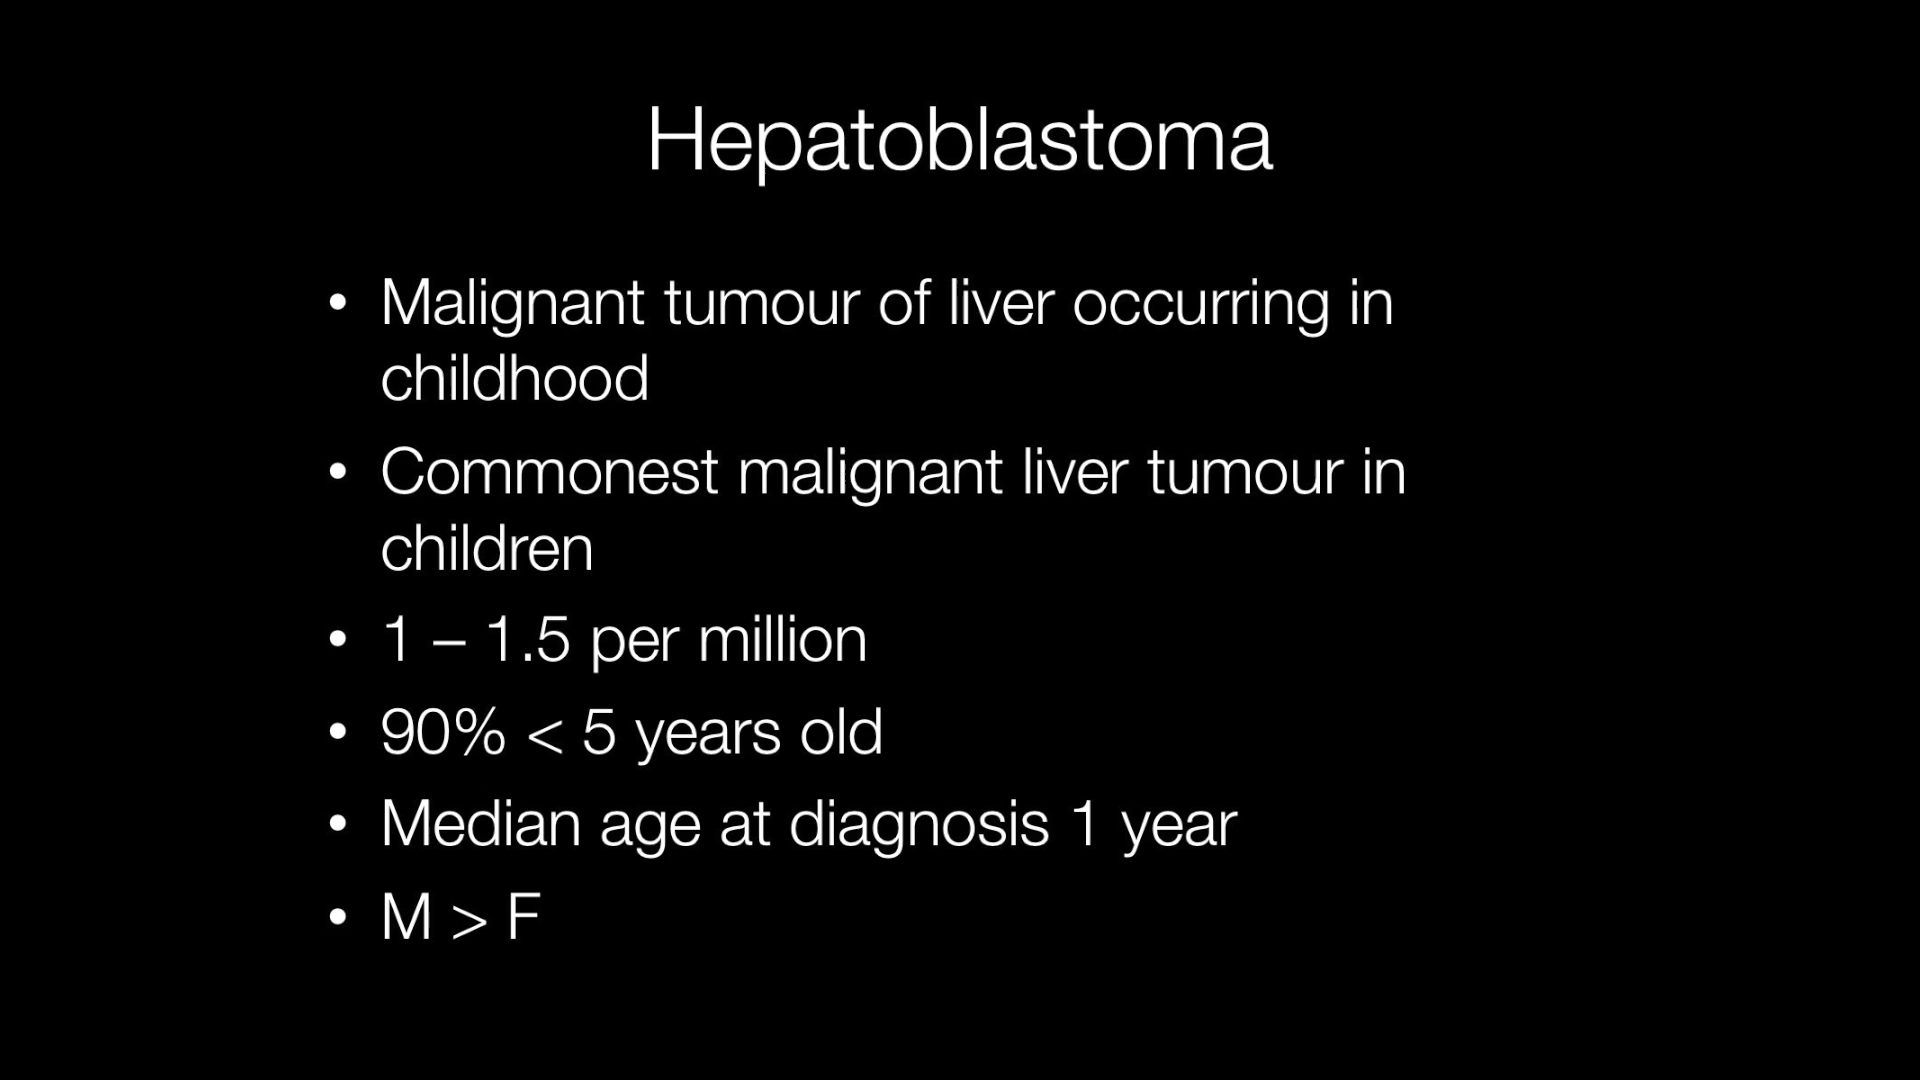 Hepatoblastoma
• Malignant tumour of liver occurring in
childhood
• Commonest malignant liver tumour in
children
• 1 – 1.5 per million
• 90% < 5 years old
• Median age at diagnosis 1 year
• M > F